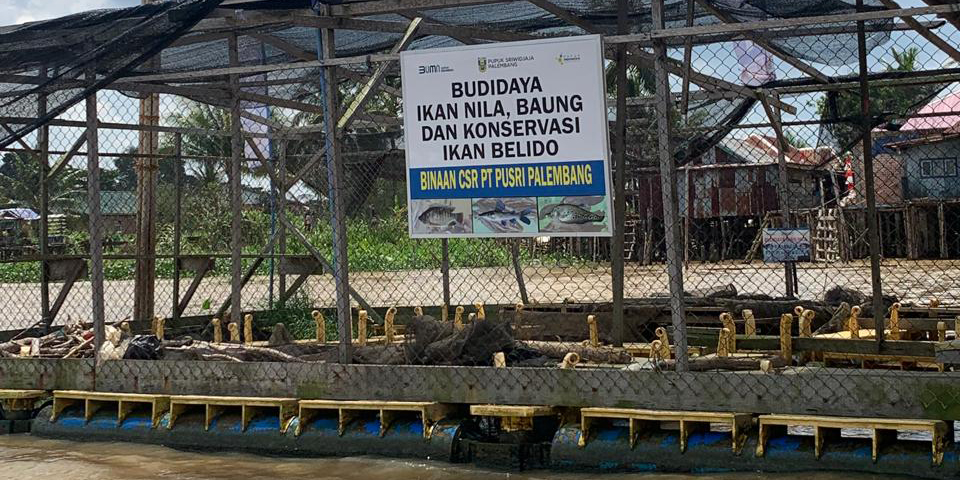 BUMN
PUPUK SRIWIDJAJA
PALEMBANG
BUDIDAYA
IKAN NILA, BAUNG
DAN KONSERVASI
IKAN BELIDO
BINAAN CSR PT PUSRI PALEMBANG